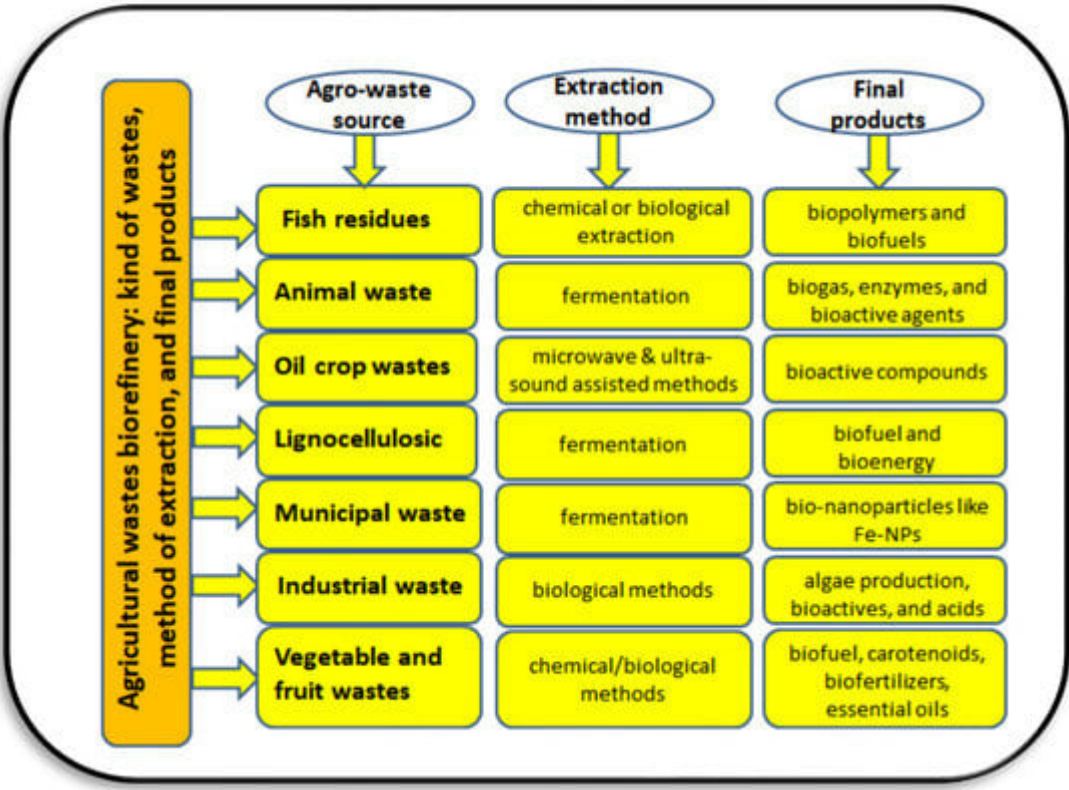 Agricultural wastes biorefinery: kind of wastes,
method of extraction, and final products
Agro-waste
source
Extraction
method
Final
products
Fish residues
chemical or biological
extraction
biopolymers and
biofuels
Animal waste
fermentation
biogas, enzymes, and
bioactive agents
Oil crop wastes
microwave & ultra-
sound assisted methods
bioactive compounds
Lignocellulosic
fermentation
biofuel and
bioenergy
Municipal waste
fermentation
bio-nanoparticles like
Fe-NPs
Industrial waste
biological methods
algae production,
bioactives, and acids
Vegetable and
fruit wastes
chemical/biological
methods
biofuel, carotenoids,
biofertilizers,
essential oils